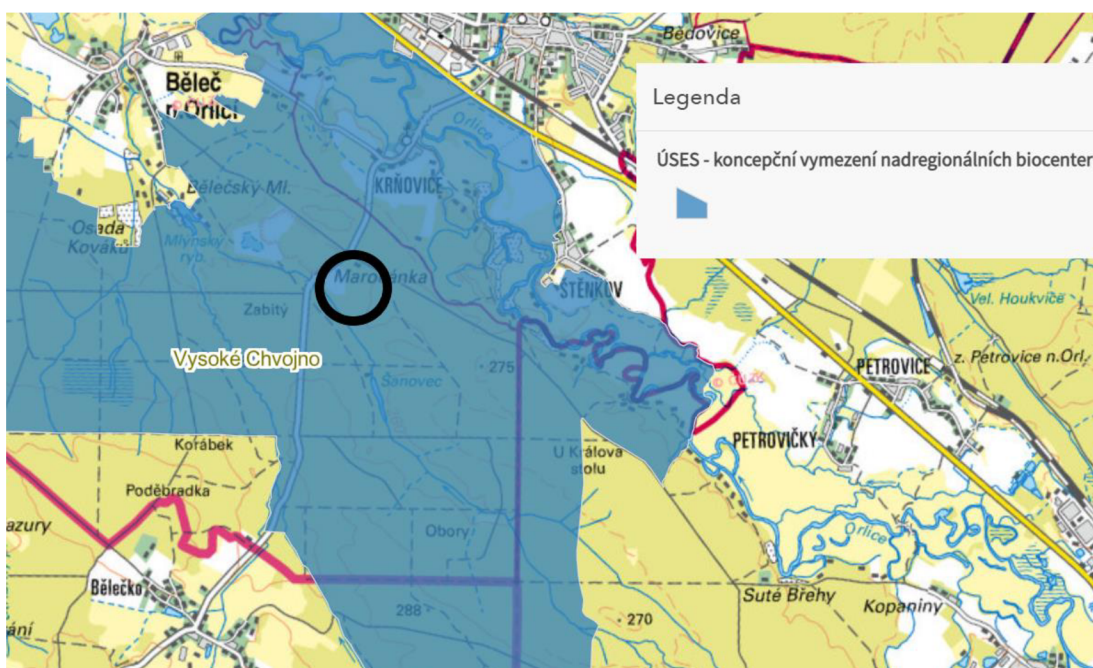 Bědovice
Legenda
ÚSES - koncepční vymezení nadregionálních biocenter
Běleč
n Orlicí
Orlice
KRŇOVICE
Bělečský Ml.
Osada
Kováků
Mlýnský
ryb.
Marovánka
ŠTĚNKOV
Zabitý
Vel. Houkvice
Vysoké Chvojno
275
Šanovec
PETROVICE
z. Petrovice n.Orl.
PETROVIČKY
Korábek
U Králova
stolu
Poděbradka
azury
Obory
Orlice
Bělečko
288
270
Suté Břehy
Kopaniny
ání